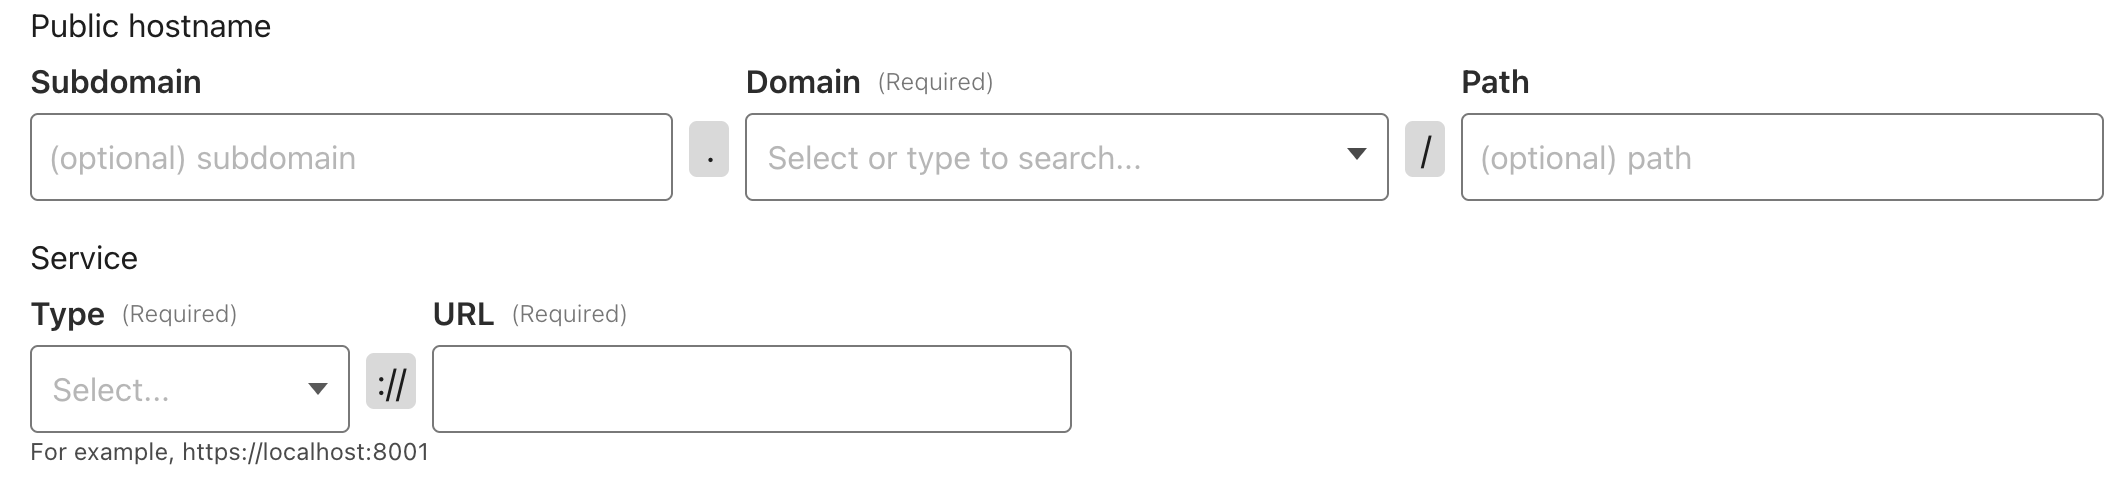 Public hostname
Subdomain Domain (Required) Path
(optional) subdomain . Select or type to search... / (optional) path
Service
Type (Required) URL (Required)
Select... ://
For example, https://localhost:8001